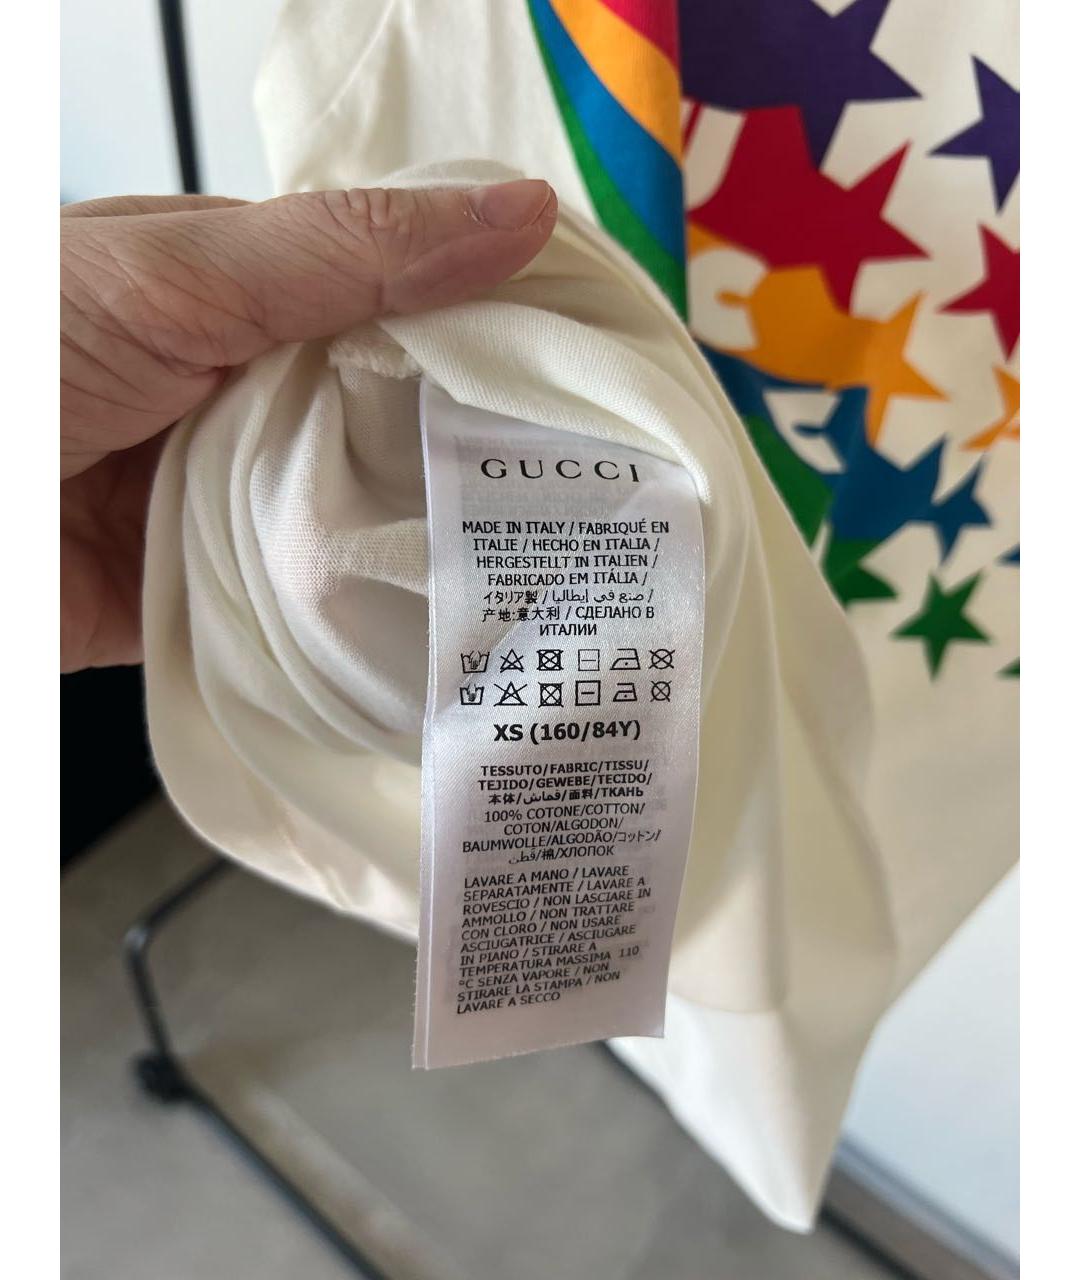 GUCCI
MADE IN ITALY / FABRIQUÉ EN
ITALIE / HECHO EN ITALIA /
HERGESTELLT IN ITALIEN /
FABRICADO EM ITÁLIA /
イタリア製 / صنع في إيطاليا /
产地:意大利 / СДЕЛАНО В
ИТАЛИИ
XS (160/84Y)
TESSUTO/FABRIC/TISSU/
TEJIDO/GEWEBE/TECIDO/
本体/قماش/面料/ТКАНЬ
100% COTONE/COTTON/
COTON/ALGODON/
BAUMWOLLE/ALGODÃO/コットン/
قطن/棉/ХЛОПОК
LAVARE A MANO / LAVARE
SEPARATAMENTE / LAVARE A
ROVESCIO / NON LASCIARE IN
AMMOLLO / NON TRATTARE
CON CLORO / NON USARE
ASCIUGATRICE / ASCIUGARE
IN PIANO / STIRARE A
TEMPERATURA MASSIMA 110
°C SENZA VAPORE / NON
STIRARE LA STAMPA / NON
LAVARE A SECCO